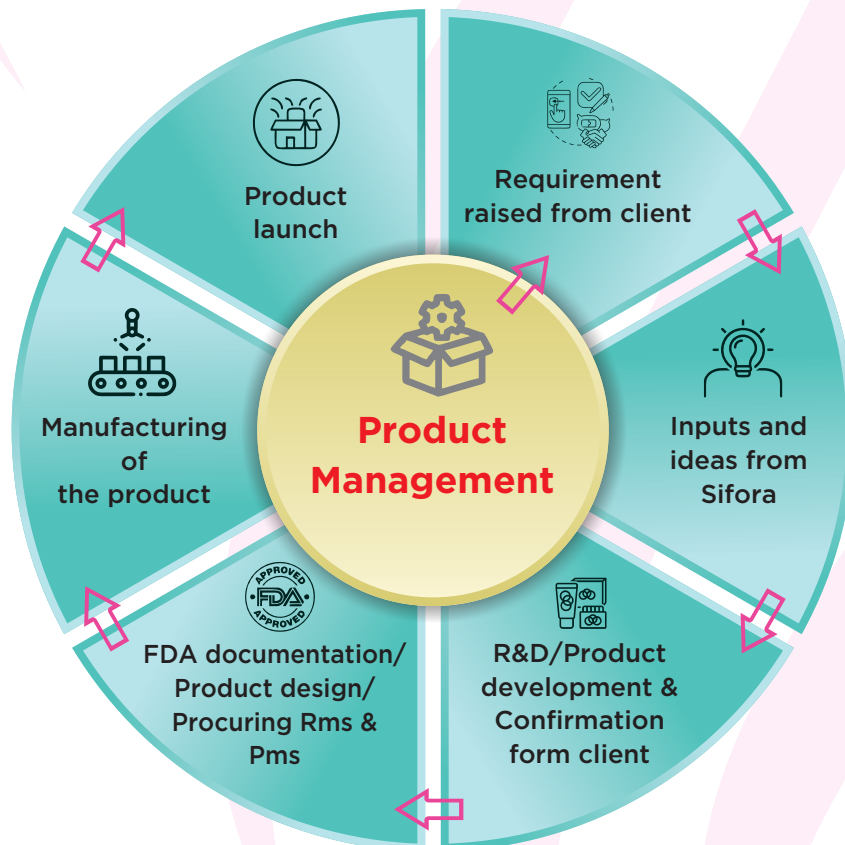 Product
Management
Requirement
raised from client
Inputs and
ideas from
Sifora
R&D/Product
development &
Confirmation
form client
APPROVED
FDA
APPROVED
FDA documentation/
Product design/
Procuring Rms &
Pms
Manufacturing
of
the product
Product
launch